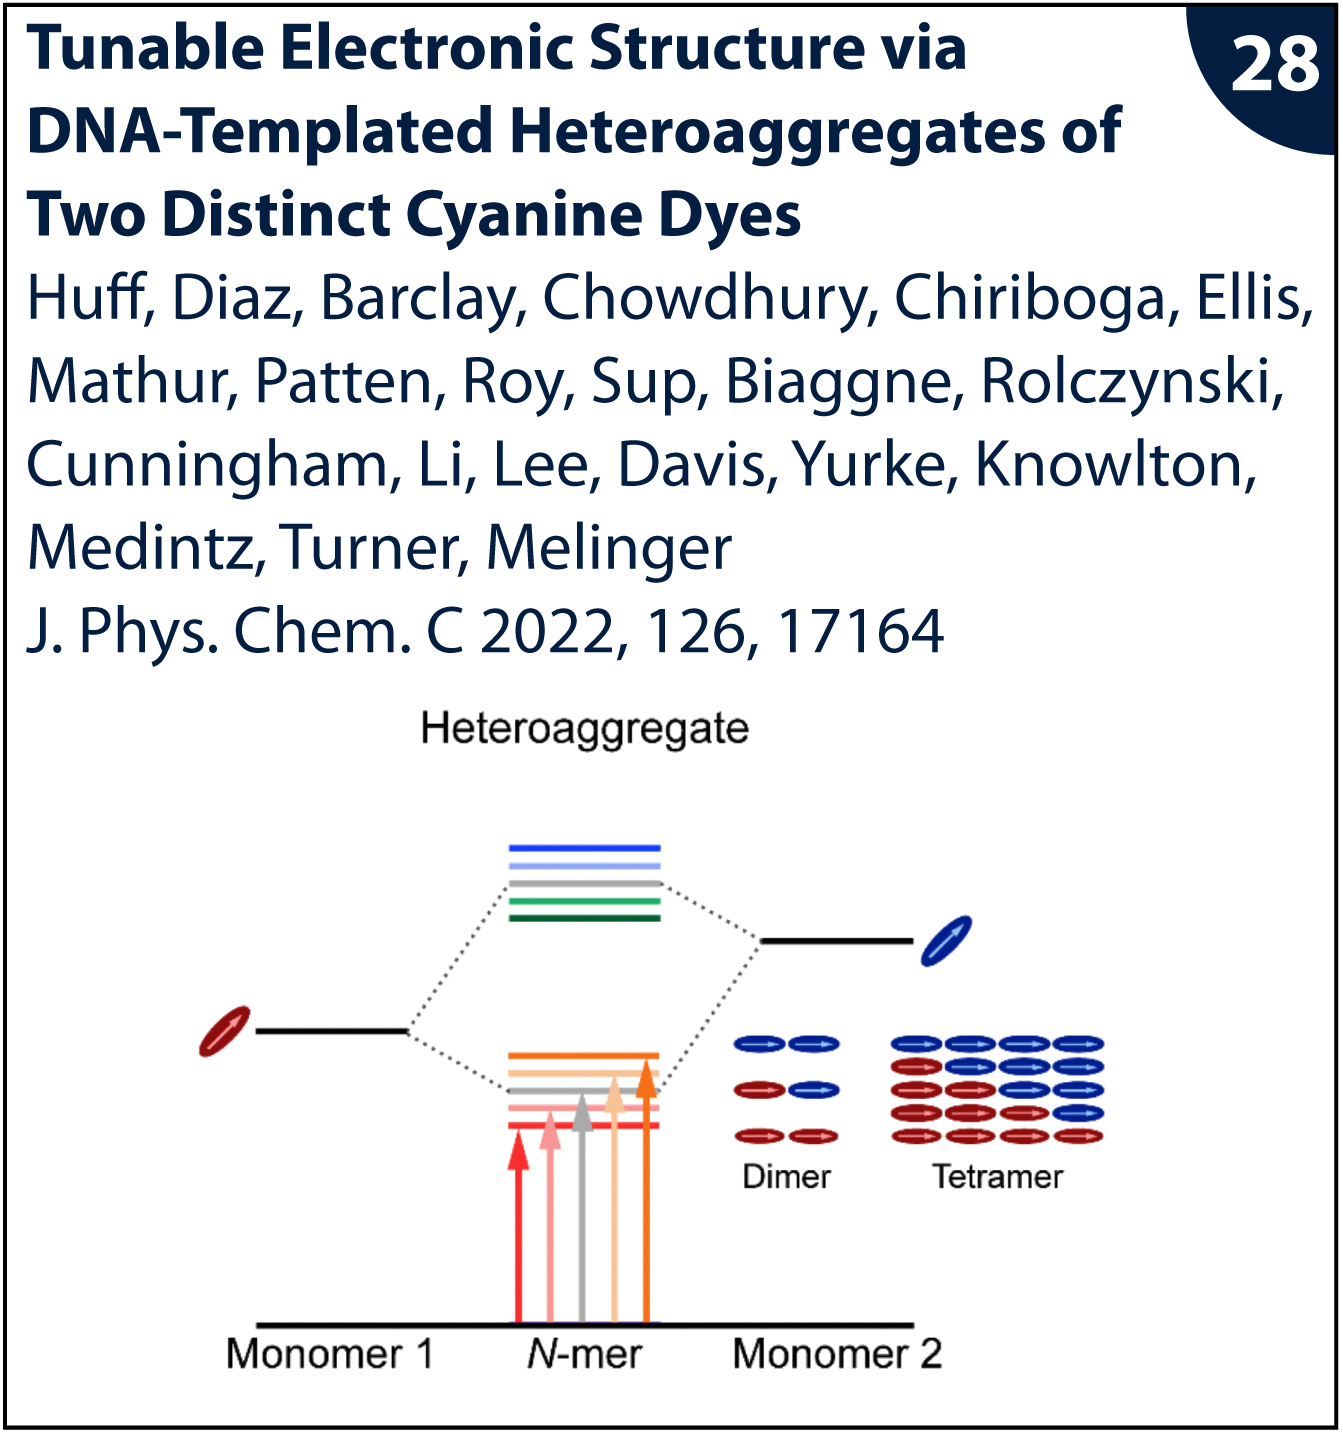 Tunable Electronic Structure via
28
DNA-Templated Heteroaggregates of
Two Distinct Cyanine Dyes
Huff, Diaz, Barclay, Chowdhury, Chiriboga, Ellis,
Mathur, Patten, Roy, Sup, Biaggne, Rolczynski,
Cunningham, Li, Lee, Davis, Yurke, Knowlton,
Medintz, Turner, Melinger
J. Phys. Chem. C 2022, 126, 17164
Heteroaggregate
Dimer
Tetramer
Monomer 1
N-mer
Monomer 2